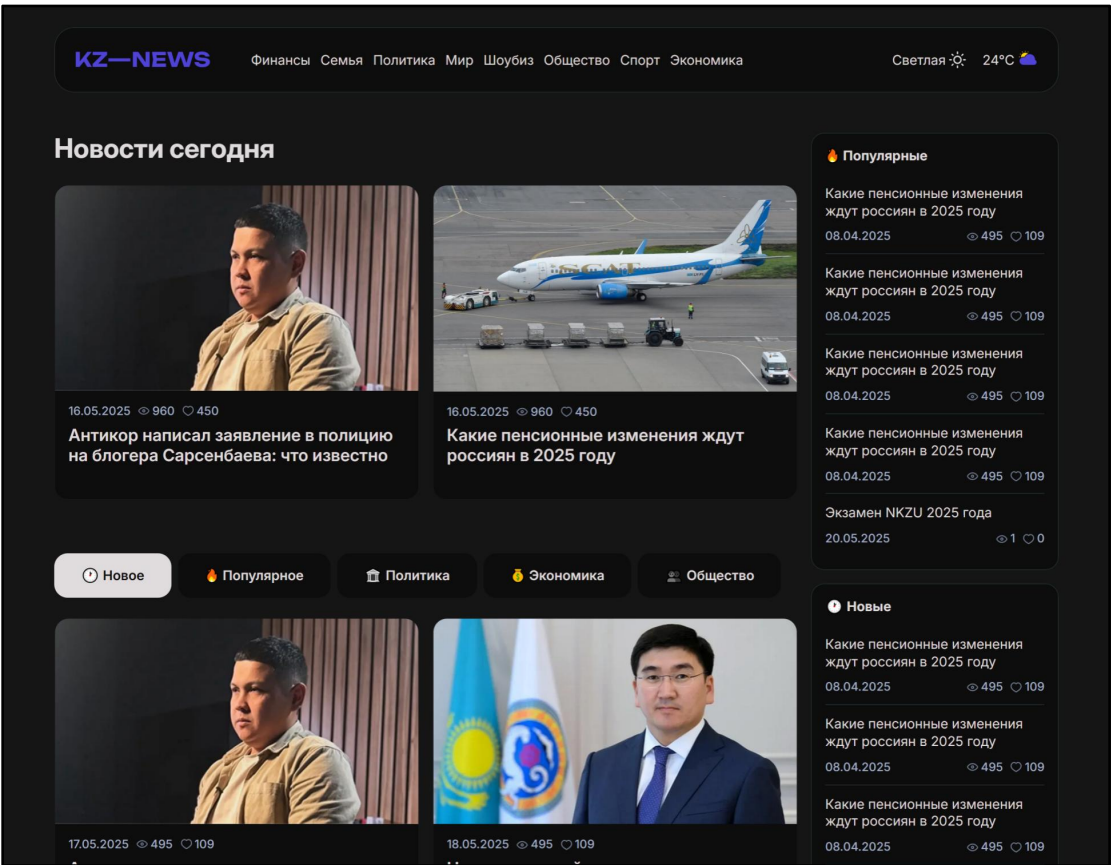 KZ—NEWS
Финансы Семья Политика Мир Шоубиз Общество Спорт Экономика
Светлая 24°C
Новости сегодня
SCAT
16.05.2025 960 450
Антикор написал заявление в полицию
на блогера Сарсенбаева: что известно
16.05.2025 960 450
Какие пенсионные изменения ждут
россиян в 2025 году
Новое
Популярное
Политика
Экономика
Общество
17.05.2025 495 109
18.05.2025 495 109
Популярные
Какие пенсионные изменения
ждут россиян в 2025 году
08.04.2025 495 109
Какие пенсионные изменения
ждут россиян в 2025 году
08.04.2025 495 109
Какие пенсионные изменения
ждут россиян в 2025 году
08.04.2025 495 109
Какие пенсионные изменения
ждут россиян в 2025 году
08.04.2025 495 109
Экзамен NKZU 2025 года
20.05.2025 1 0
Новые
Какие пенсионные изменения
ждут россиян в 2025 году
08.04.2025 495 109
Какие пенсионные изменения
ждут россиян в 2025 году
08.04.2025 495 109
Какие пенсионные изменения
ждут россиян в 2025 году
08.04.2025 495 109